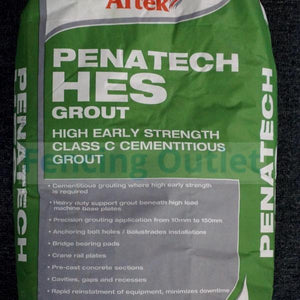 Aftek
PENATECH
HES
GROUT
HIGH EARLY STRENGTH
CLASS C CEMENTITIOUS
GROUT
Fencing Outlet
• Cementitious grouting where high early strength
is required
• Heavy duty support grout beneath high load
machine base plates
• Precision grouting application from 10mm to 150mm
• Anchoring bolt holes / balustrades installations
• Bridge bearing pads
• Crane rail plates
• Pre-cast concrete sections
• Cavities, gaps and recesses
• Rapid reinstatment of equipment, minimizes downtime
PENATECH
PENATECH